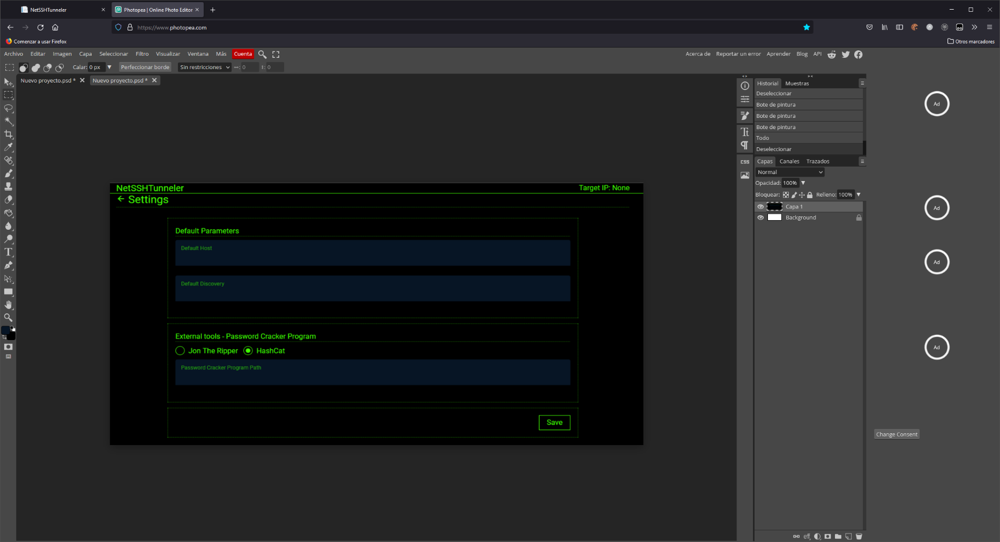 NetSSHTunneler
Photopea | Online Photo Editor
https://www.photopea.com
Comenzar a usar Firefox
Otros marcadores
Archivo Editar Imagen Capa Seleccionar Filtro Visualizar Ventana Más Cuenta
Acerca de Reportar un error Aprender Blog API
Calar: 0 px Perfeccionar borde Sin restricciones 0 0
Nuevo proyecto.psd * Nuevo proyecto.psd *
Historial Muestras
Deseleccionar
Bote de pintura
Bote de pintura
Bote de pintura
Todo
Deseleccionar
Capas Canales Trazados
Normal
Opacidad: 100%
Bloquear: Relleno: 100%
Capa 1
Background
CSS
eff
NetSSHTunneler Target IP: None
Settings
Default Parameters
Default Host
Default Discovery
External tools - Password Cracker Program
Jon The Ripper HashCat
Password Cracker Program Path
Save
Ad
Ad
Ad
Ad
Change Consent